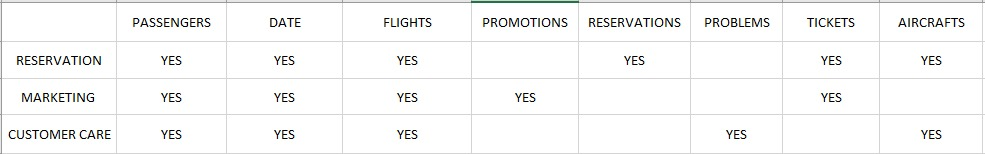 PASSENGERS DATE FLIGHTS PROMOTIONS RESERVATIONS PROBLEMS TICKETS AIRCRAFTS
RESERVATION YES YES YES YES YES YES
MARKETING YES YES YES YES YES
CUSTOMER CARE YES YES YES YES YES